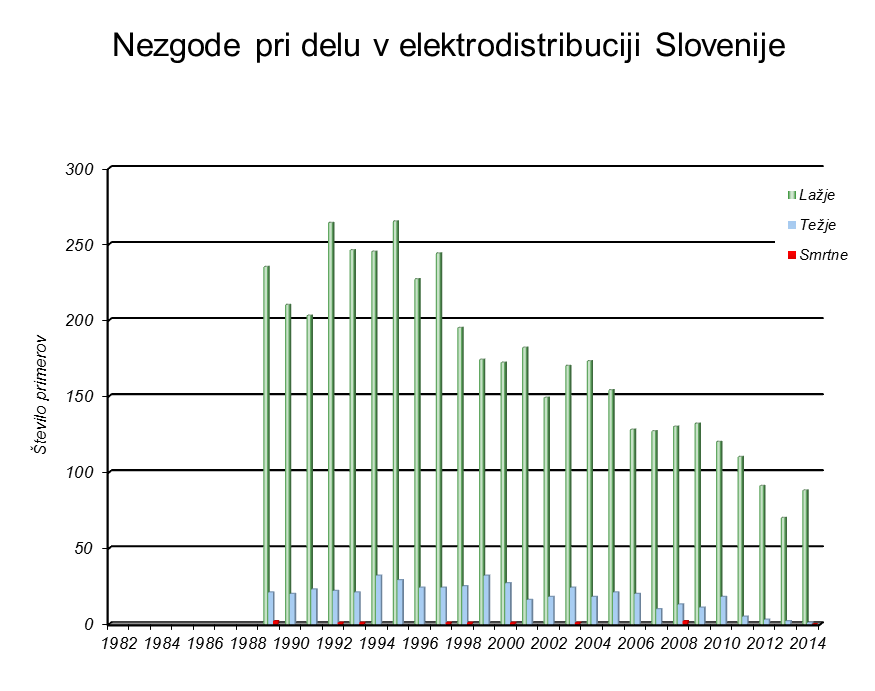 Nezgode pri delu v elektrodistribuciji Slovenije
300
250
200
150
100
50
0
Število primerov
Lažje
Težje
Smrtne
1982 1984 1986 1988 1990 1992 1994 1996 1998 2000 2002 2004 2006 2008 2010 2012 2014